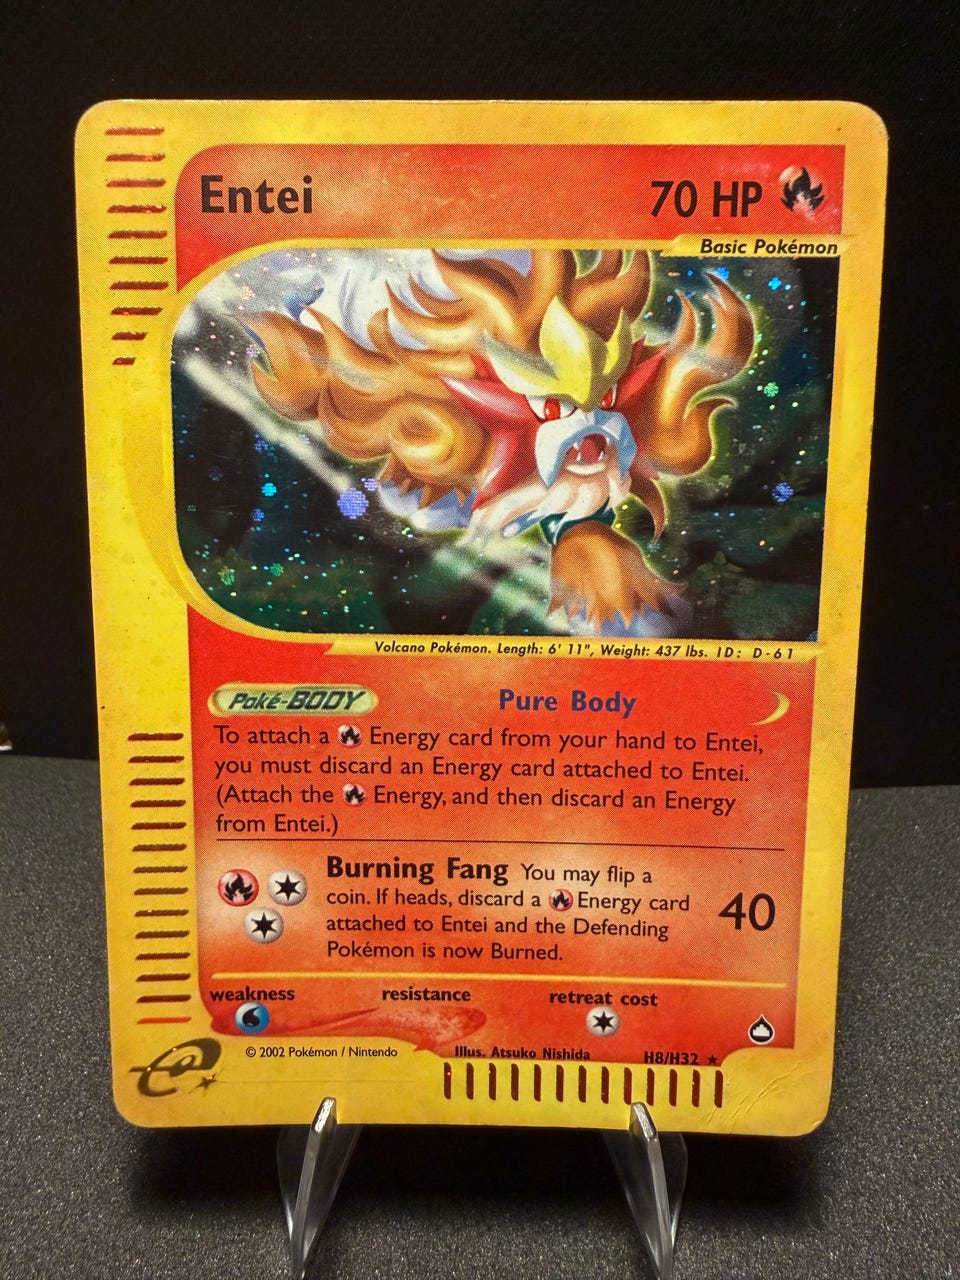 Entei
70 HP
Basic Pokémon
Volcano Pokémon. Length: 6' 11", Weight: 437 lbs. ID: D-61
Poké-BODY Pure Body
To attach a Energy card from your hand to Entei,
you must discard an Energy card attached to Entei.
(Attach the Energy, and then discard an Energy
from Entei.)
Burning Fang You may flip a
coin. If heads, discard a Energy card
attached to Entei and the Defending
Pokémon is now Burned.
40
weakness resistance retreat cost
© 2002 Pokémon / Nintendo
Illus. Atsuko Nishida
H8/H32 ★
e